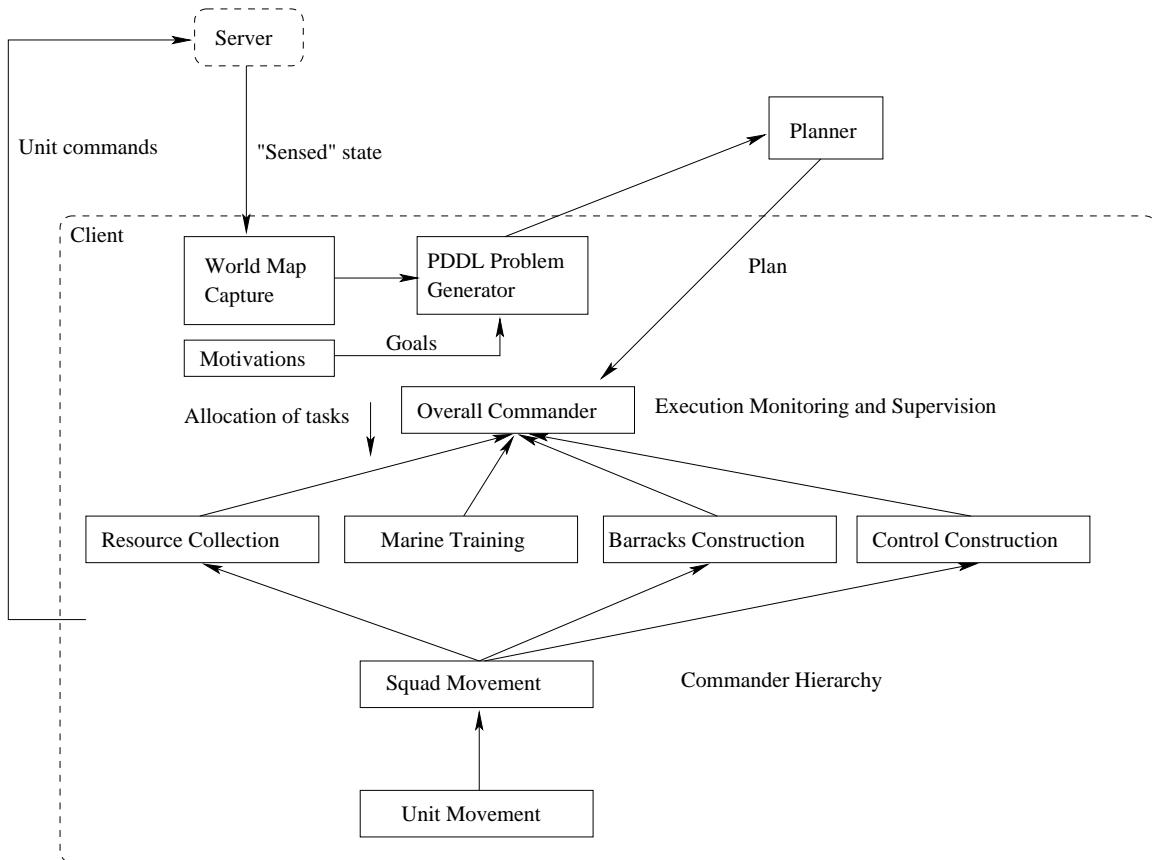 Server
Unit commands
"Sensed" state
Planner
Client
World Map
Capture
PDDL Problem
Generator
Plan
Motivations
Goals
Allocation of tasks
Overall Commander
Execution Monitoring and Supervision
Resource Collection
Marine Training
Barracks Construction
Control Construction
Squad Movement
Commander Hierarchy
Unit Movement